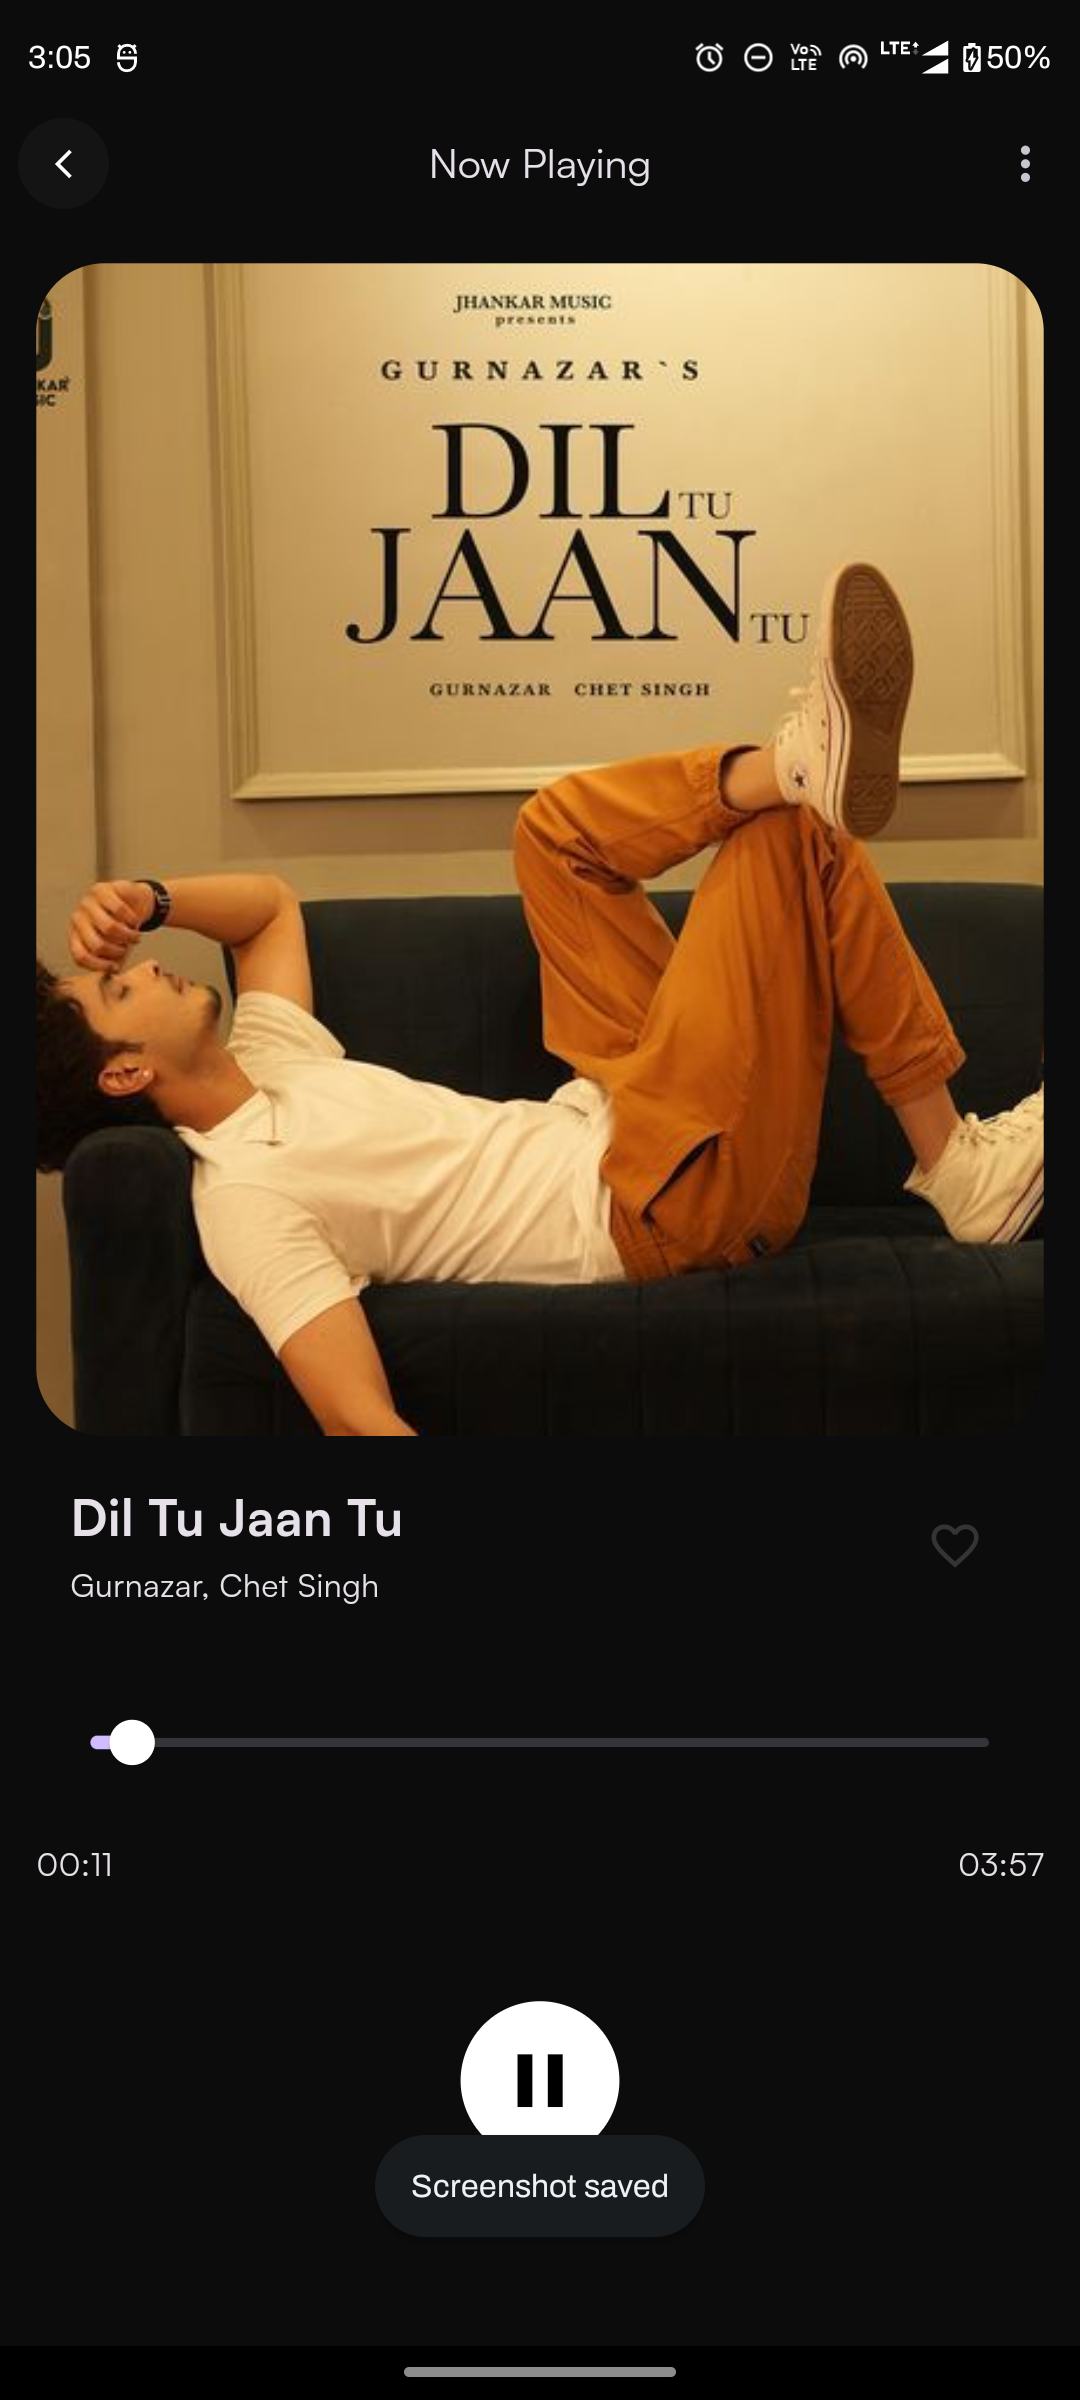 3:05
Vo
LTE
LTE
50%
Now Playing
JHANKAR MUSIC
presents
GURNAZAR`S
DIL TU
JAAN TU
GURNAZAR CHET SINGH
KAR
SIC
Dil Tu Jaan Tu
Gurnazar, Chet Singh
00:11
03:57
Screenshot saved